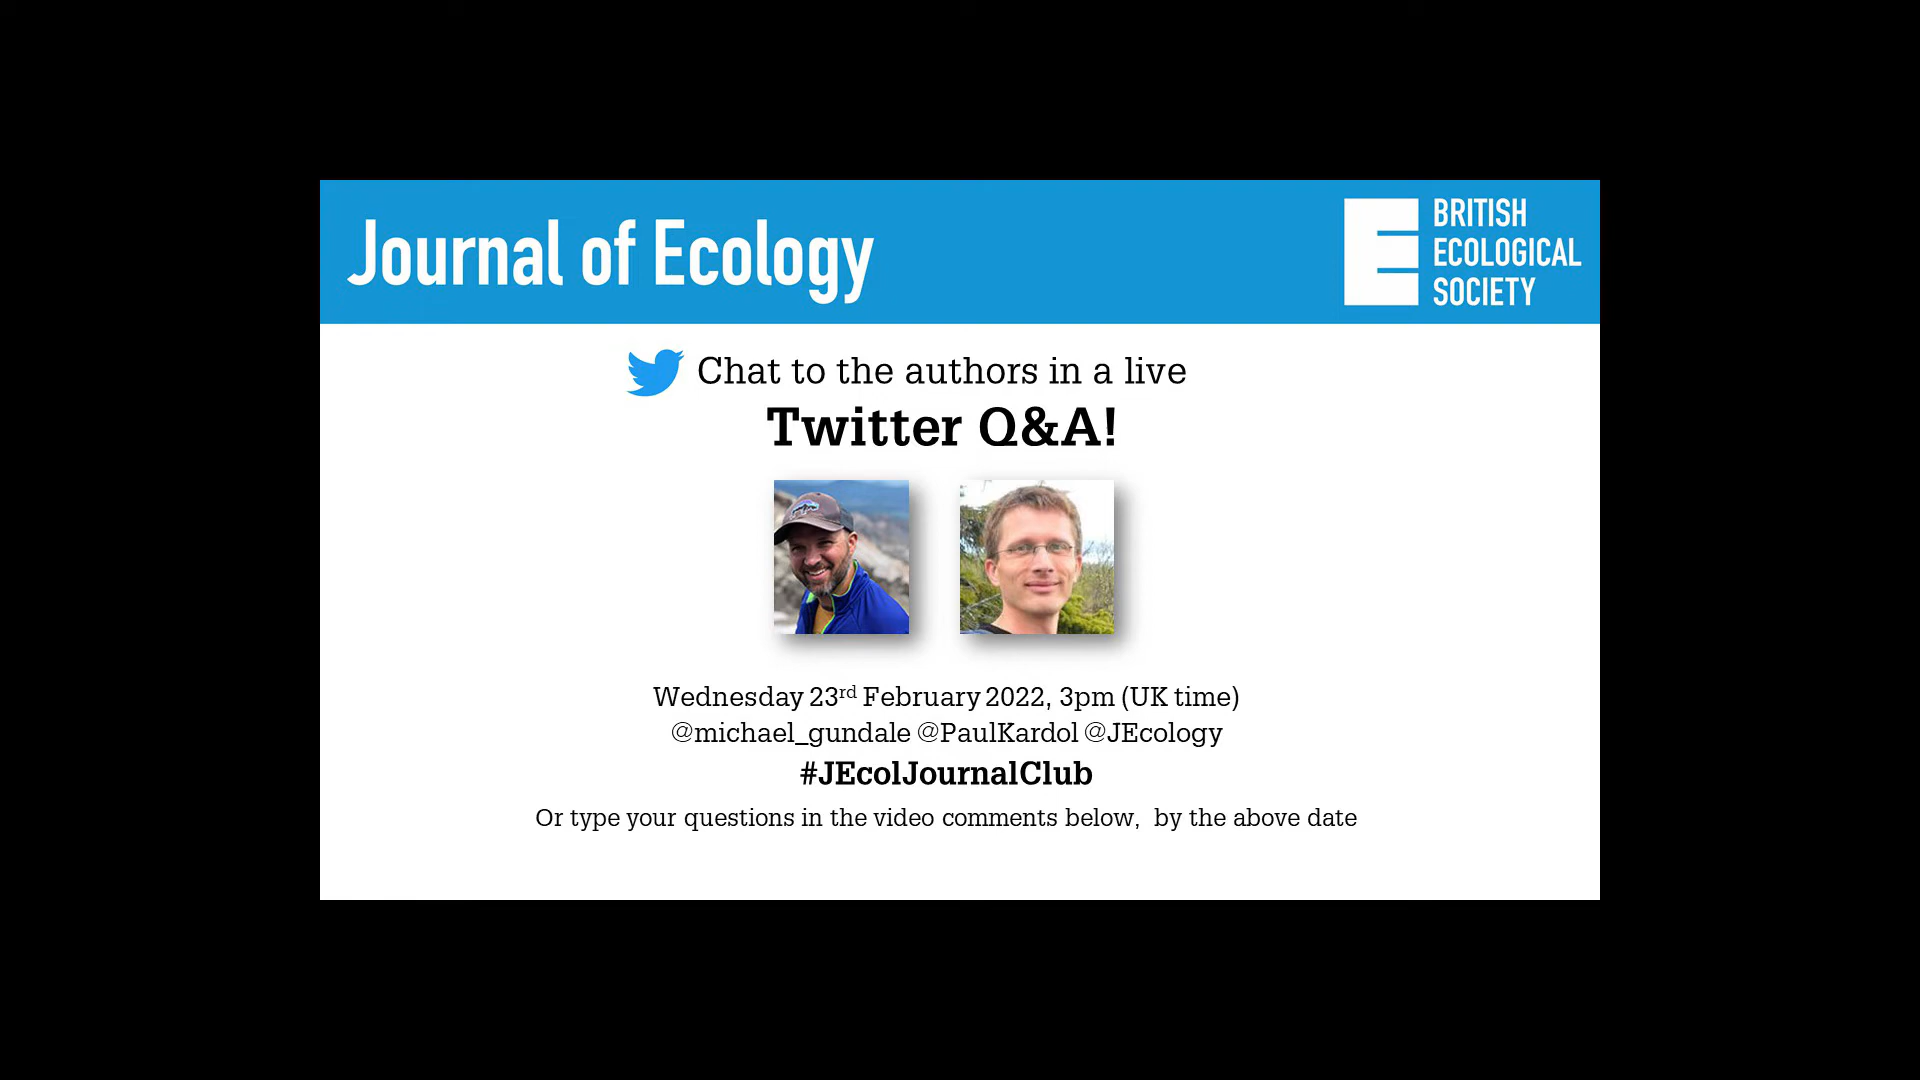 Journal of Ecology
BRITISH
ECOLOGICAL
SOCIETY
Chat to the authors in a live
Twitter Q&A!
Wednesday 23rd February 2022, 3pm (UK time)
@michael_gundale @PaulKardol @JEcology
#JEcolJournalClub
Or type your questions in the video comments below, by the above date